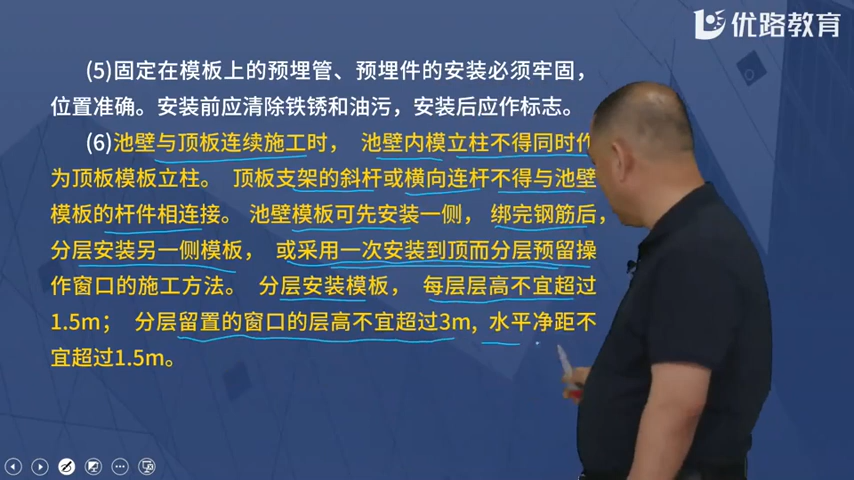 优路教育
(5)固定在模板上的预埋管、预埋件的安装必须牢固，
位置准确。安装前应清除铁锈和油污，安装后应作标志。
(6)池壁与顶板连续施工时， 池壁内模立柱不得同时作
为顶板模板立柱。 顶板支架的斜杆或横向连杆不得与池壁
模板的杆件相连接。 池壁模板可先安装一侧， 绑完钢筋后，
分层安装另一侧模板， 或采用一次安装到顶而分层预留操
作窗口的施工方法。 分层安装模板， 每层层高不宜超过
1.5m； 分层留置的窗口的层高不宜超过3m, 水平净距不
宜超过1.5m。